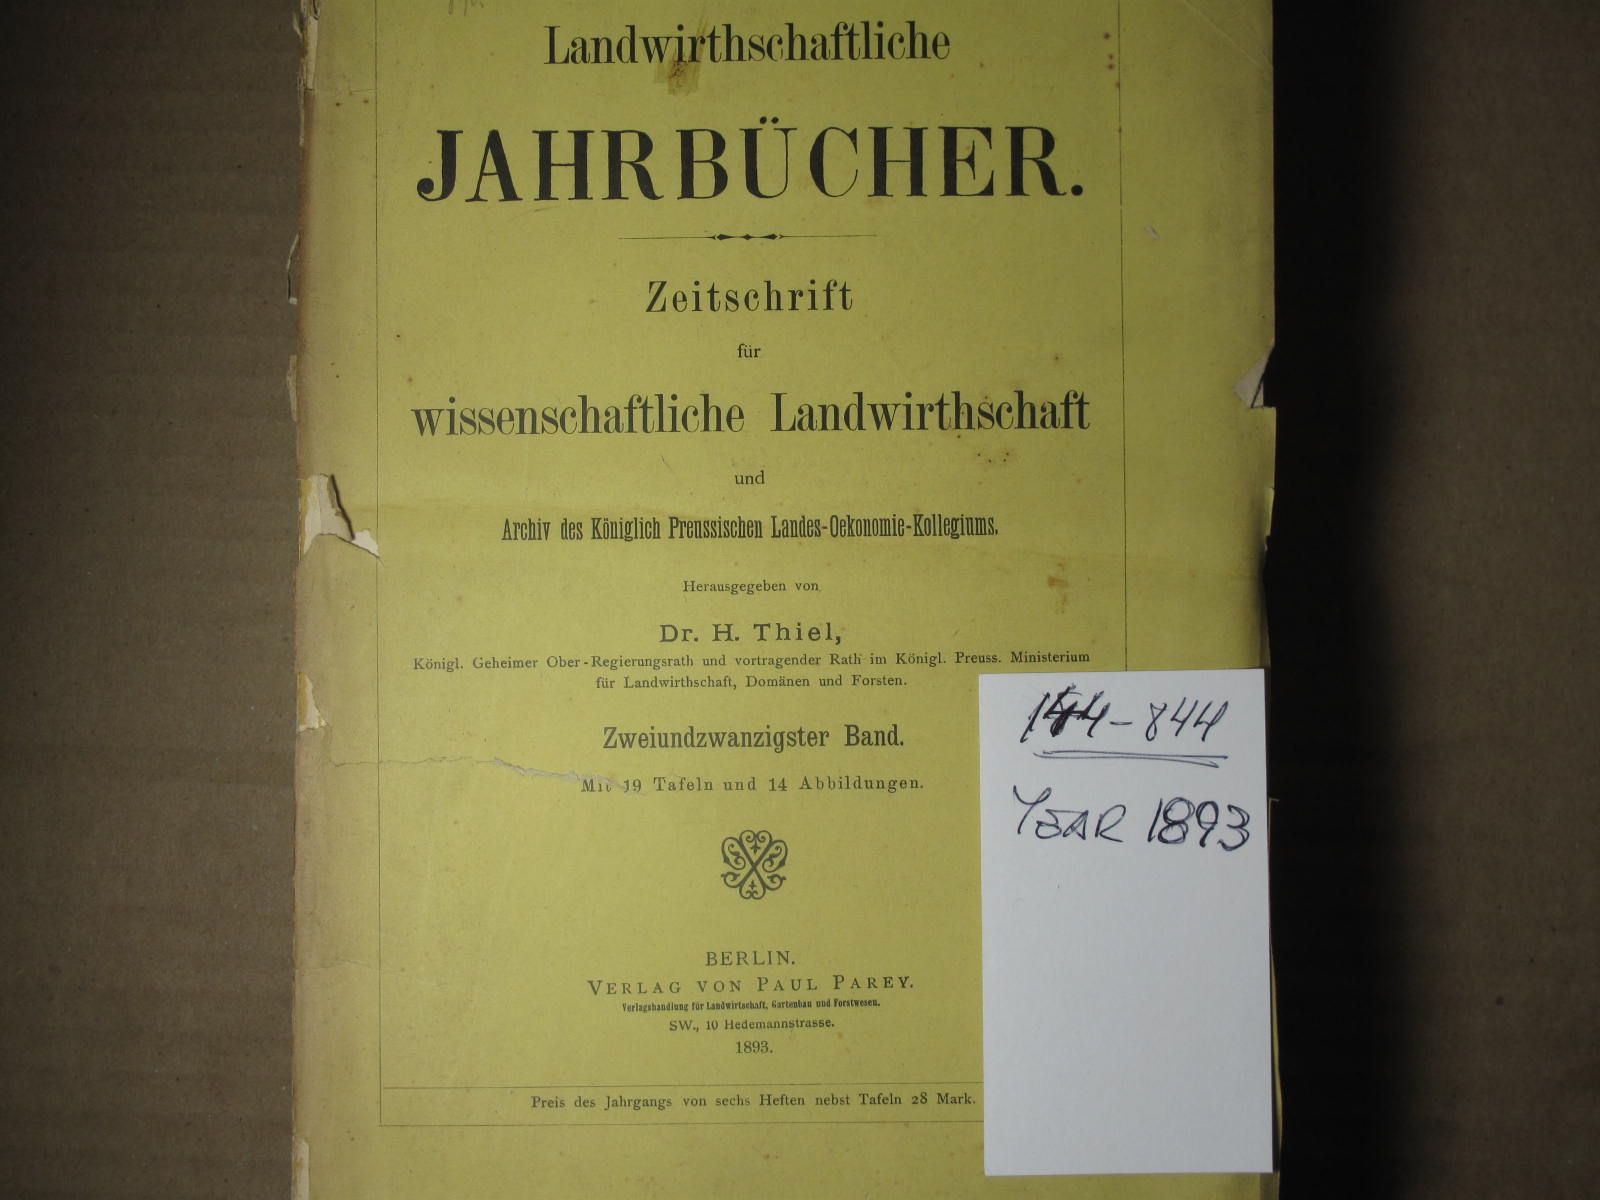 Landwirthschaftliche
JAHRBÜCHER.
Zeitschrift
für
wissenschaftliche Landwirthschaft
und
Archiv des Königlich Preussischen Landes-Oekonomie-Kollegiums.
Herausgegeben von
Dr. H. Thiel,
Königl. Geheimer Ober-Regierungsrath und vortragender Rath im Königl. Preuss. Ministerium
für Landwirthschaft, Domänen und Forsten.
Zweiundzwanzigster Band.
Mit 19 Tafeln und 14 Abbildungen.
BERLIN.
VERLAG VON PAUL PAREY.
Verlagshandlung für Landwirtschaft, Gartenbau und Forstwesen.
SW., 10 Hedemannstrasse.
1893.
Preis des Jahrgangs von sechs Heften nebst Tafeln 28 Mark.
144-844
YEAR 1893